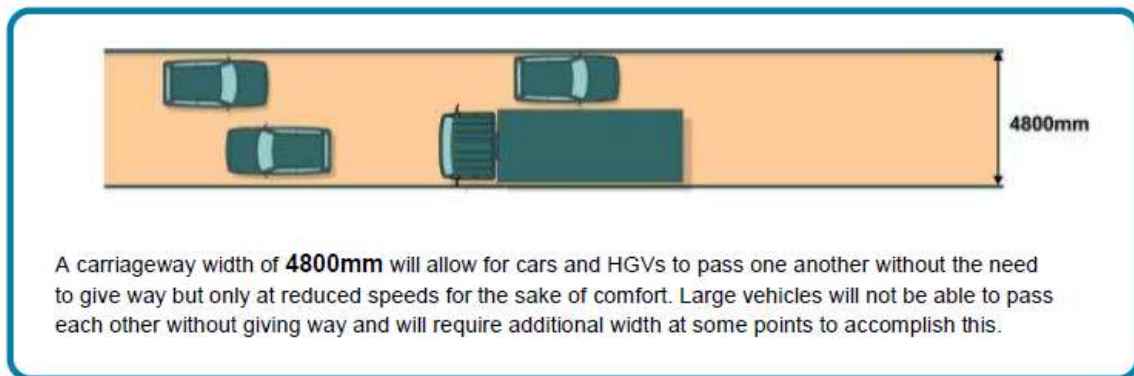 4800mm
A carriageway width of 4800mm will allow for cars and HGVs to pass one another without the need
to give way but only at reduced speeds for the sake of comfort. Large vehicles will not be able to pass
each other without giving way and will require additional width at some points to accomplish this.